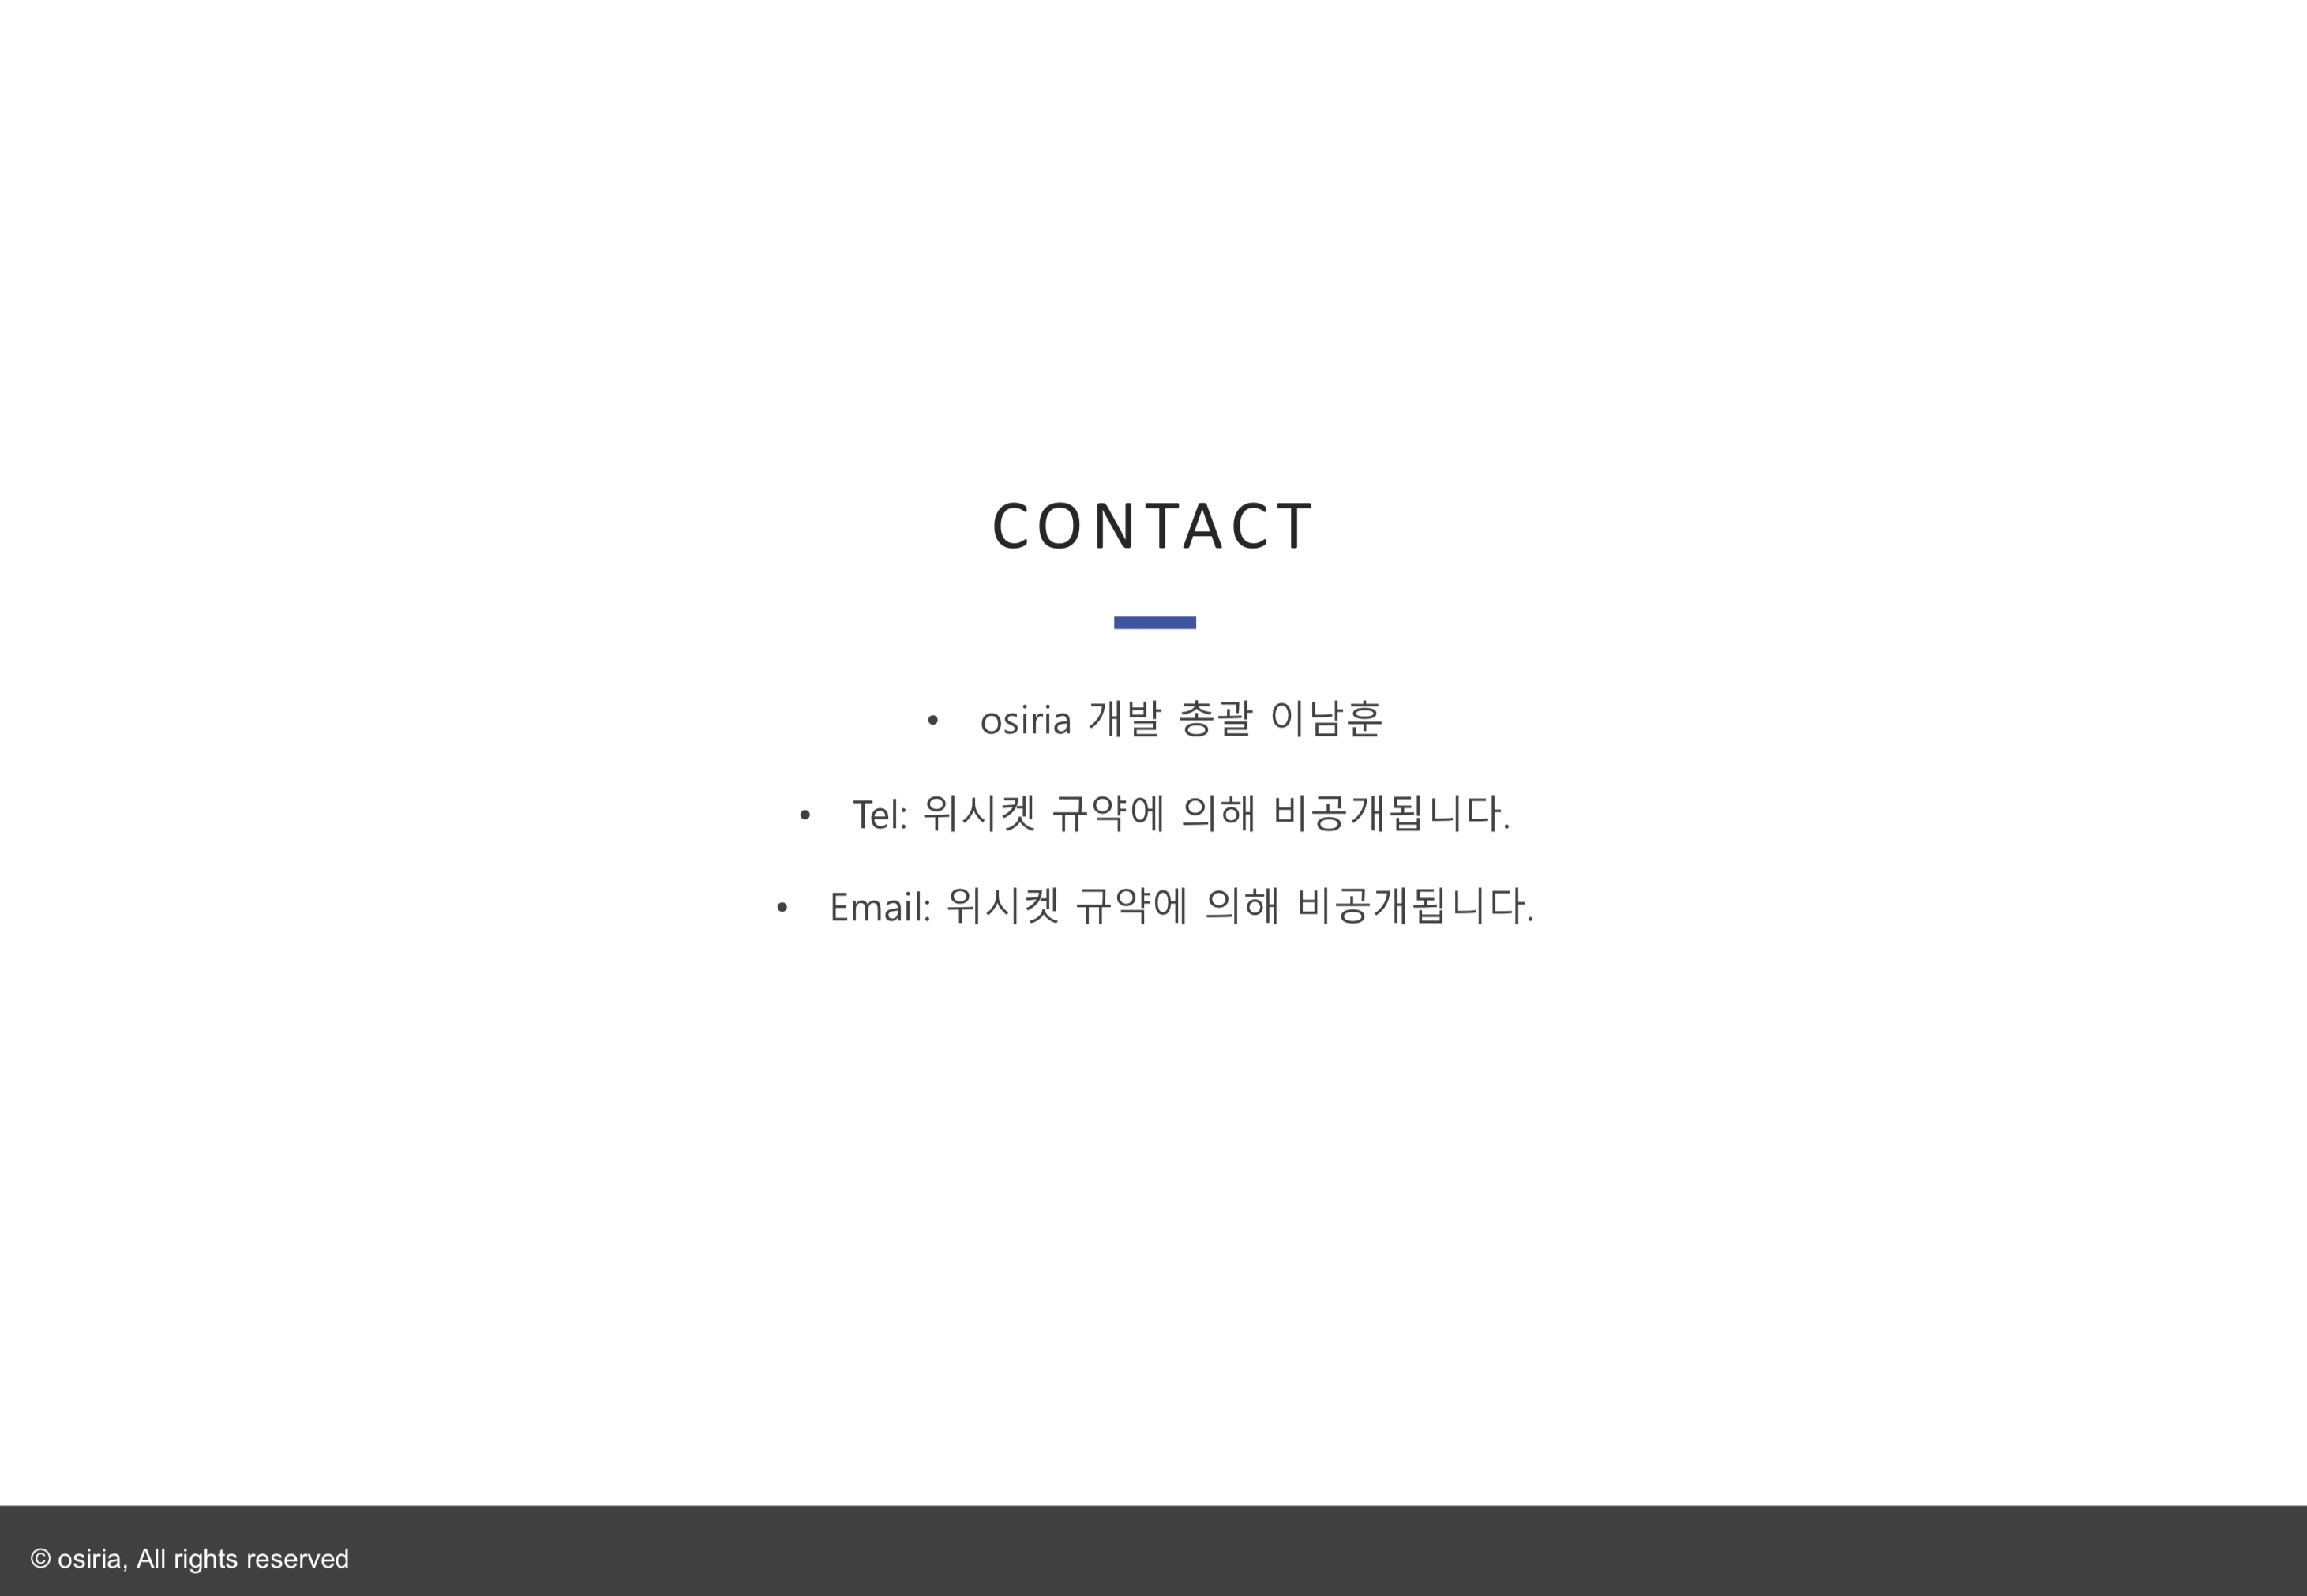 CONTACT
• osiria 개발 총괄 이남준
• Tel: 위시켓 규약에 의해 비공개됩니다.
• Email: 위시켓 규약에 의해 비공개됩니다.
© osiria, All rights reserved